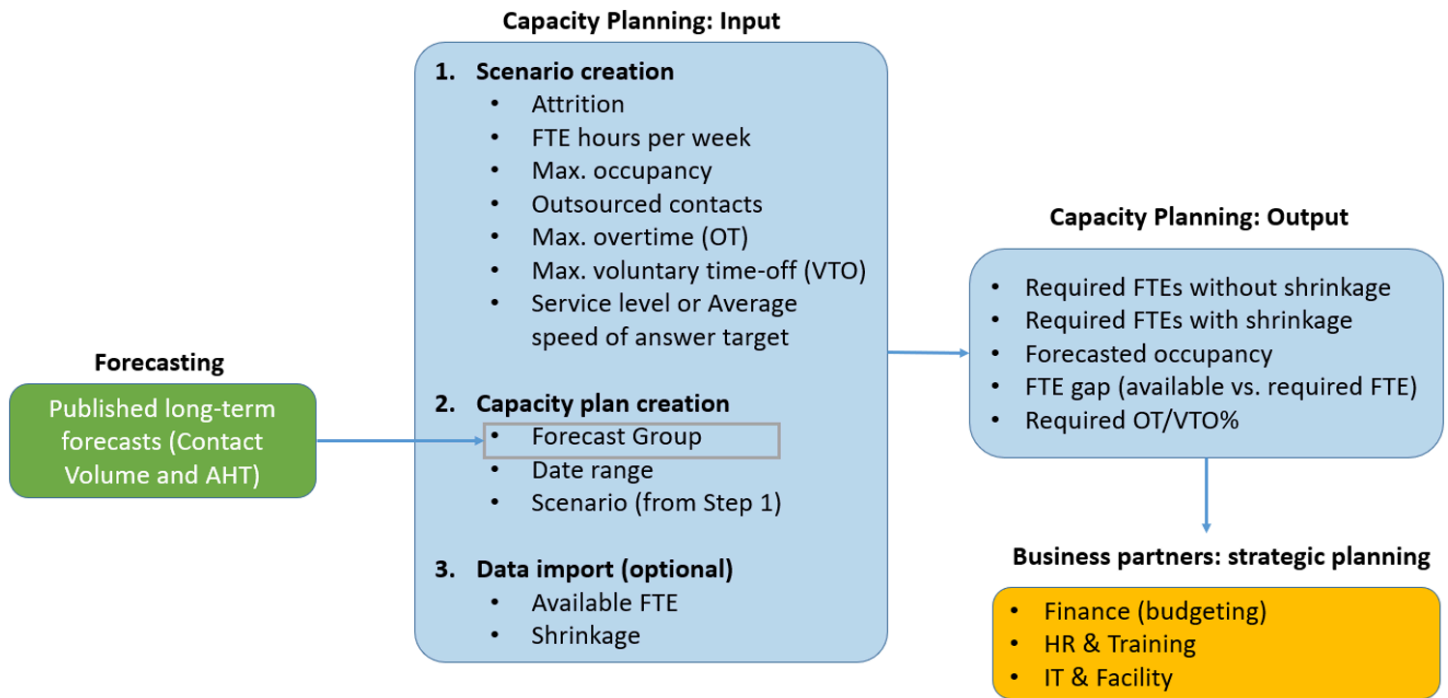 Forecasting
Published long-term
forecasts (Contact
Volume and AHT)
Capacity Planning: Input
1. Scenario creation
• Attrition
• FTE hours per week
• Max. occupancy
• Outsourced contacts
• Max. overtime (OT)
• Max. voluntary time-off (VTO)
• Service level or Average
speed of answer target
2. Capacity plan creation
• Forecast Group
• Date range
• Scenario (from Step 1)
3. Data import (optional)
• Available FTE
• Shrinkage
Capacity Planning: Output
• Required FTEs without shrinkage
• Required FTEs with shrinkage
• Forecasted occupancy
• FTE gap (available vs. required FTE)
• Required OT/VTO%
Business partners: strategic planning
• Finance (budgeting)
• HR & Training
• IT & Facility